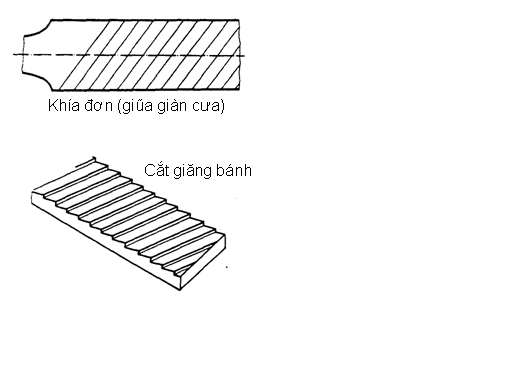 Khía đơn (giũa giàn cưa)
Cắt giăng bánh